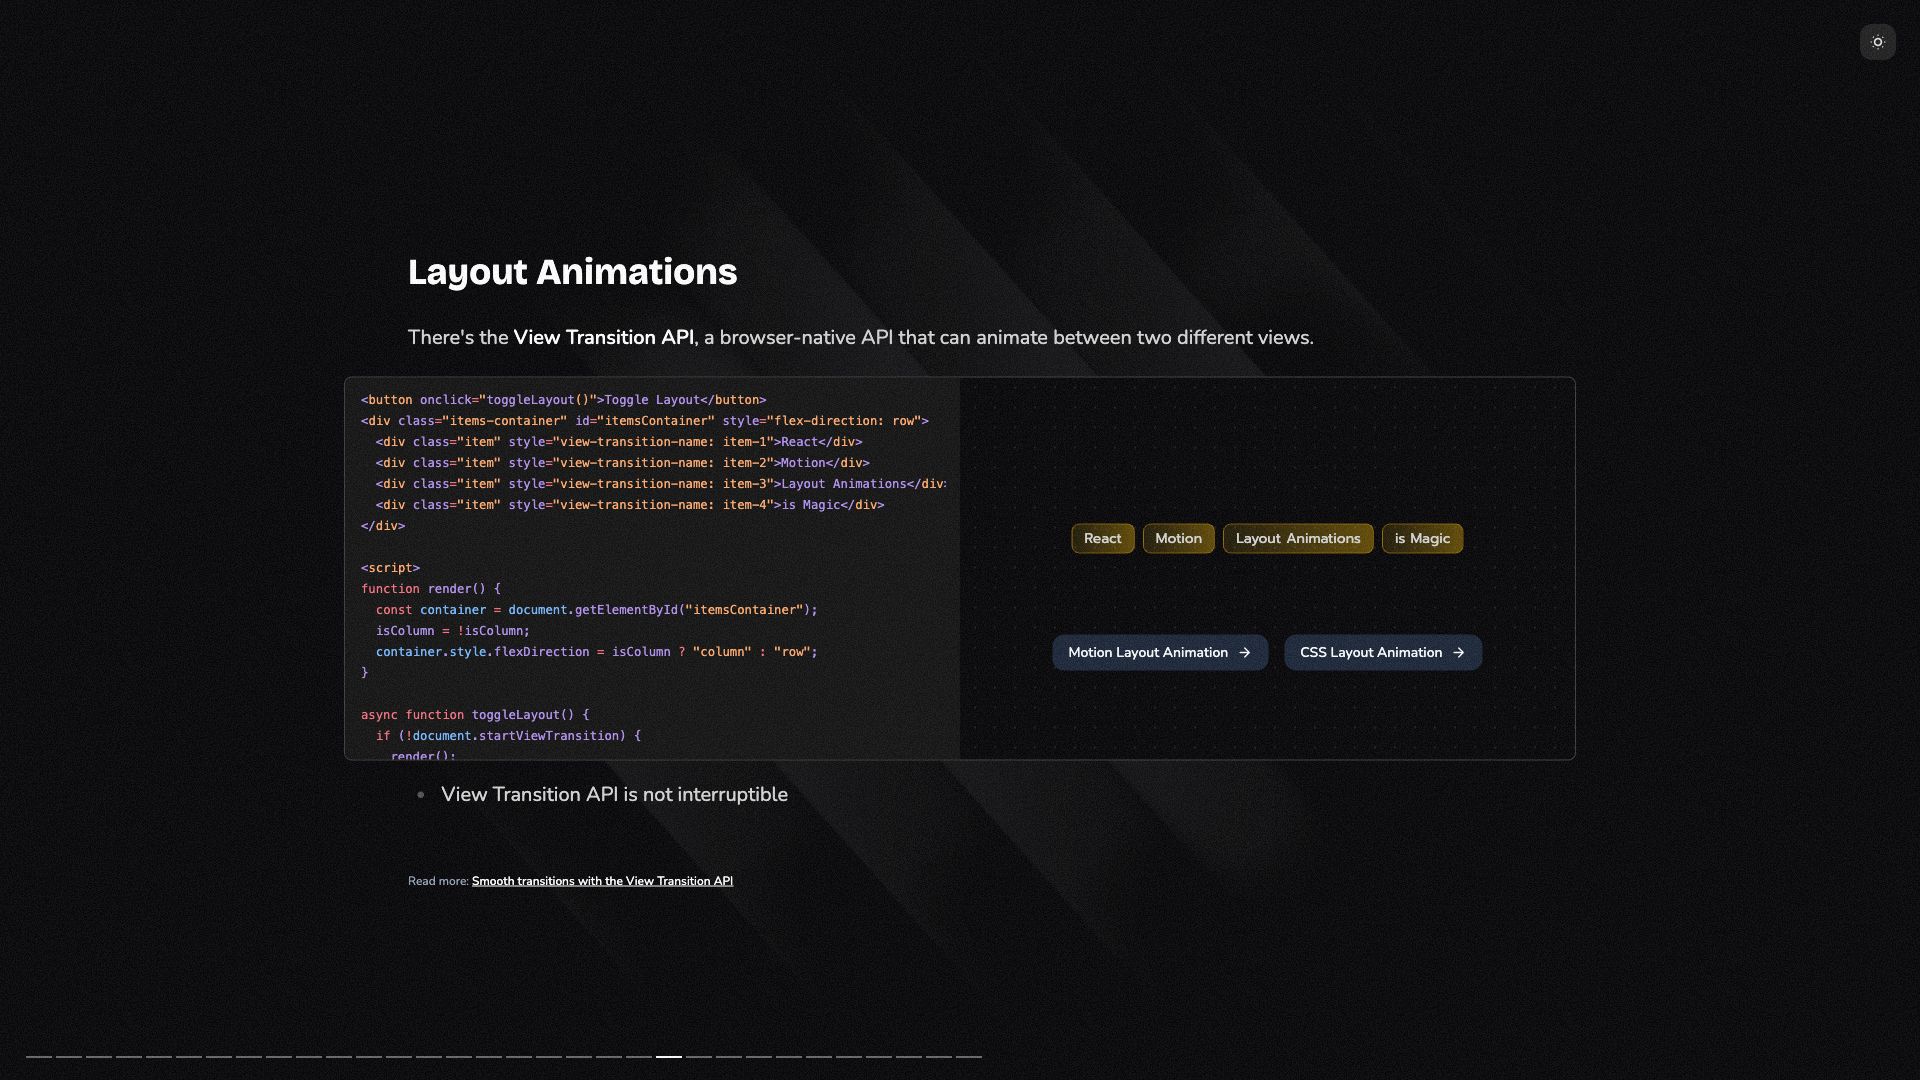 Layout Animations
There's the View Transition API, a browser-native API that can animate between two different views.
<button onclick="toggleLayout()">Toggle Layout</button>
<div class="items-container" id="itemsContainer" style="flex-direction: row">
  <div class="item" style="view-transition-name: item-1">React</div>
  <div class="item" style="view-transition-name: item-2">Motion</div>
  <div class="item" style="view-transition-name: item-3">Layout Animations</div>
  <div class="item" style="view-transition-name: item-4">is Magic</div>
</div>
<script>
function render() {
  const container = document.getElementById("itemsContainer");
  isColumn = !isColumn;
  container.style.flexDirection = isColumn ? "column" : "row";
}
async function toggleLayout() {
  if (!document.startViewTransition) {
    render();
React Motion Layout Animations is Magic
Motion Layout Animation → CSS Layout Animation →
• View Transition API is not interruptible
Read more: Smooth transitions with the View Transition API